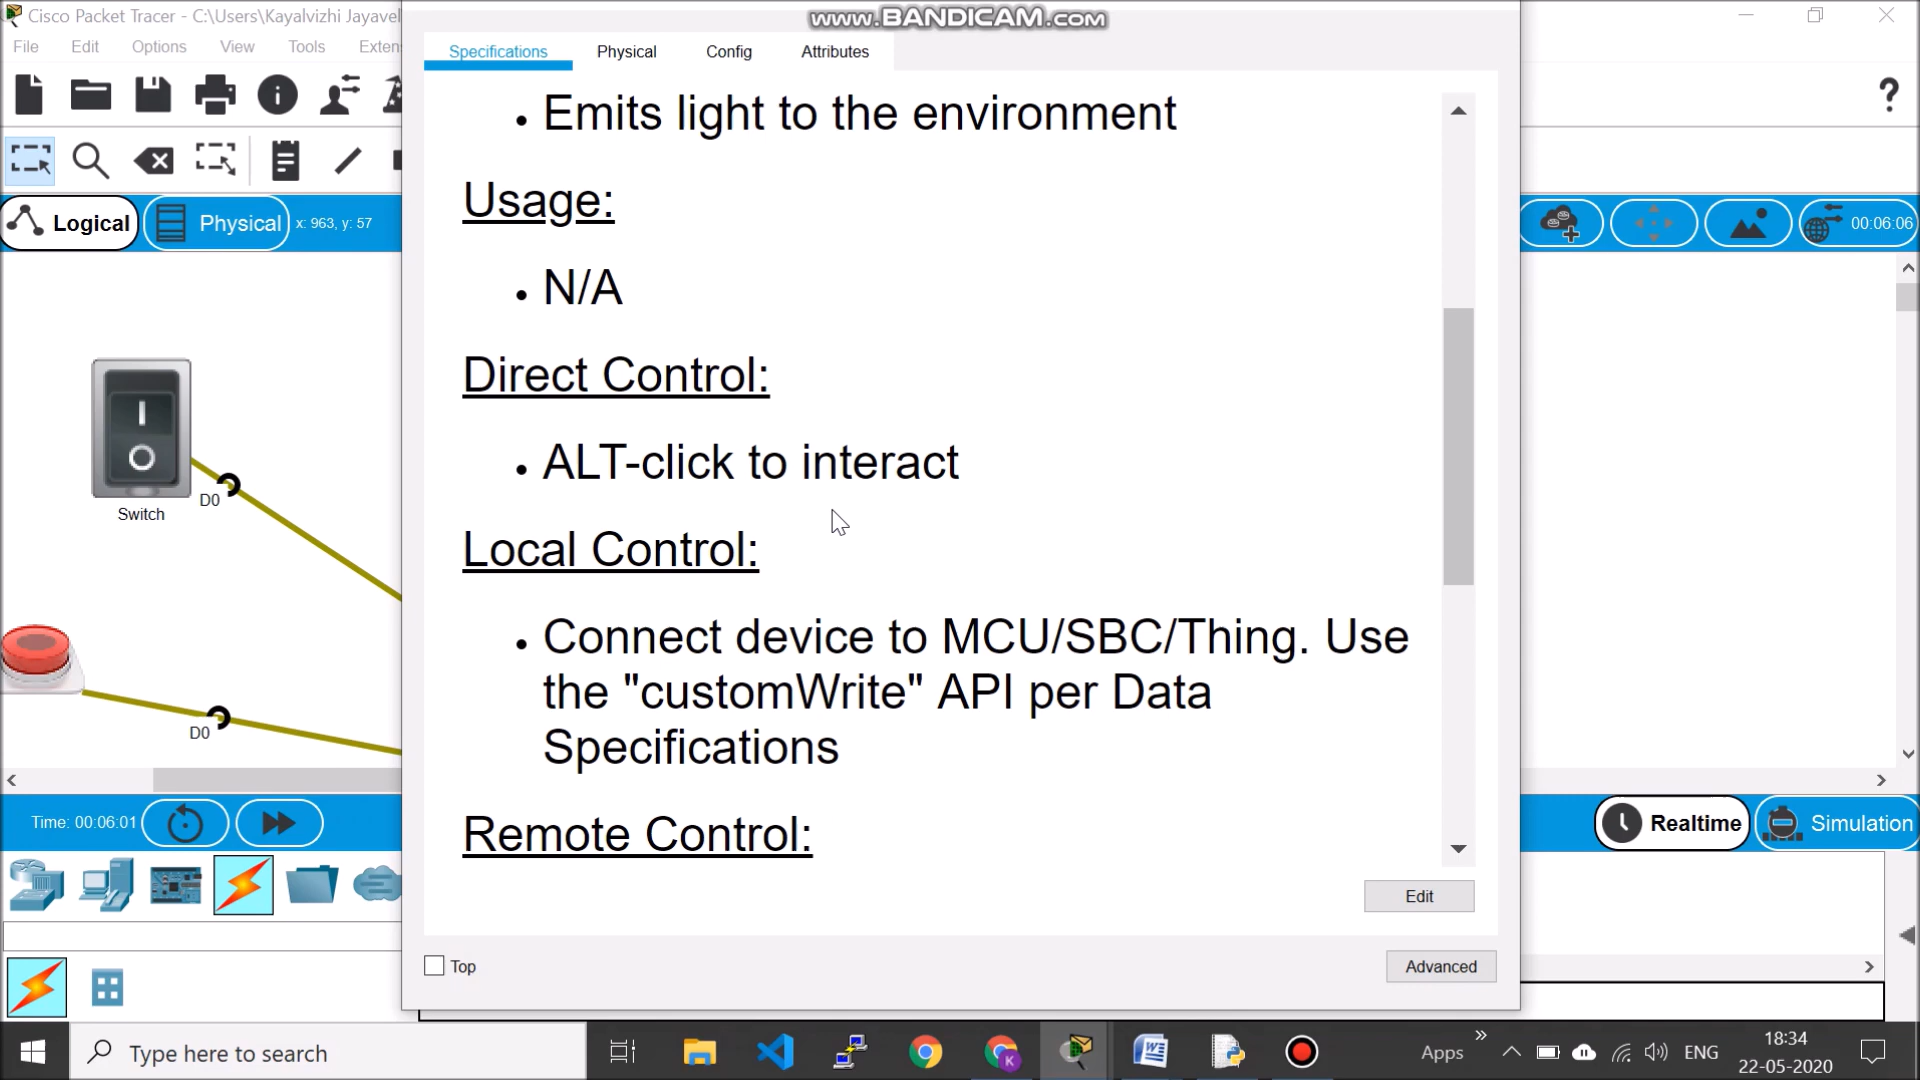 Cisco Packet Tracer - C:\Users\Kayalvizhi Jayavel
www.BANDICAM.com
File Edit Options View Tools Exten
Specifications Physical Config Attributes
?
Logical Physical x: 963, y: 57
00:06:06
• Emits light to the environment
Usage:
• N/A
Direct Control:
• ALT-click to interact
Local Control:
• Connect device to MCU/SBC/Thing. Use
the "customWrite" API per Data
Specifications
Remote Control:
D0
Switch
D0
Edit
Top
Advanced
Time: 00:06:01
Realtime Simulation
Type here to search
Apps
ENG
18:34
22-05-2020